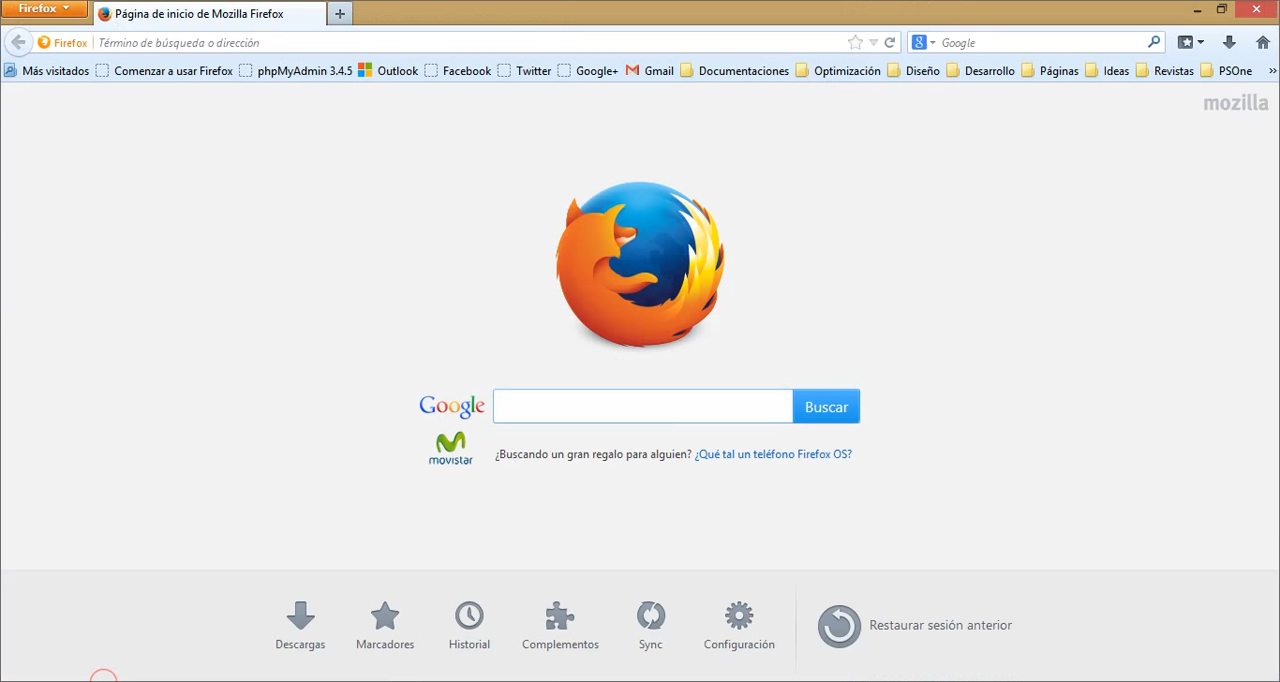 Firefox
Página de inicio de Mozilla Firefox
Firefox
Término de búsqueda o dirección
Google
Más visitados
Comenzar a usar Firefox
phpMyAdmin 3.4.5
Outlook
Facebook
Twitter
Google+
Gmail
Documentaciones
Optimización
Diseño
Desarrollo
Páginas
Ideas
Revistas
PSOne
mozilla
Google
Buscar
movistar
¿Buscando un gran regalo para alguien? ¿Qué tal un teléfono Firefox OS?
Descargas
Marcadores
Historial
Complementos
Sync
Configuración
Restaurar sesión anterior